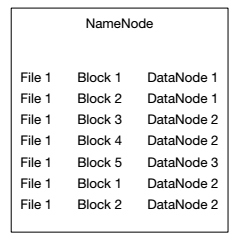 NameNode
File 1 Block 1 DataNode 1
File 1 Block 2 DataNode 1
File 1 Block 3 DataNode 2
File 1 Block 4 DataNode 2
File 1 Block 5 DataNode 3
File 1 Block 1 DataNode 2
File 1 Block 2 DataNode 2